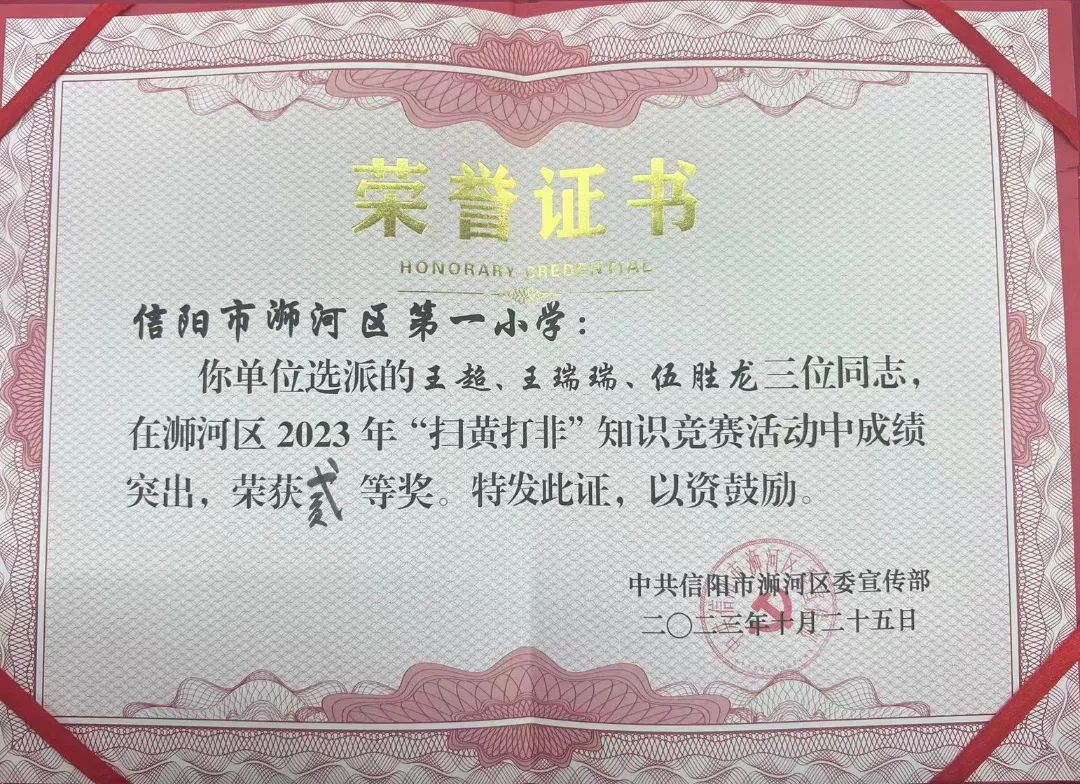 荣誉证书
HONORARY CREDENTIAL
信阳市浉河区第一小学：
你单位选派的王超、王瑞瑞、伍胜龙三位同志，
在浉河区2023年“扫黄打非”知识竞赛活动中成绩
突出，荣获贰等奖。特发此证，以资鼓励。
中共信阳市浉河区委宣传部
二〇二三年十月二十五日